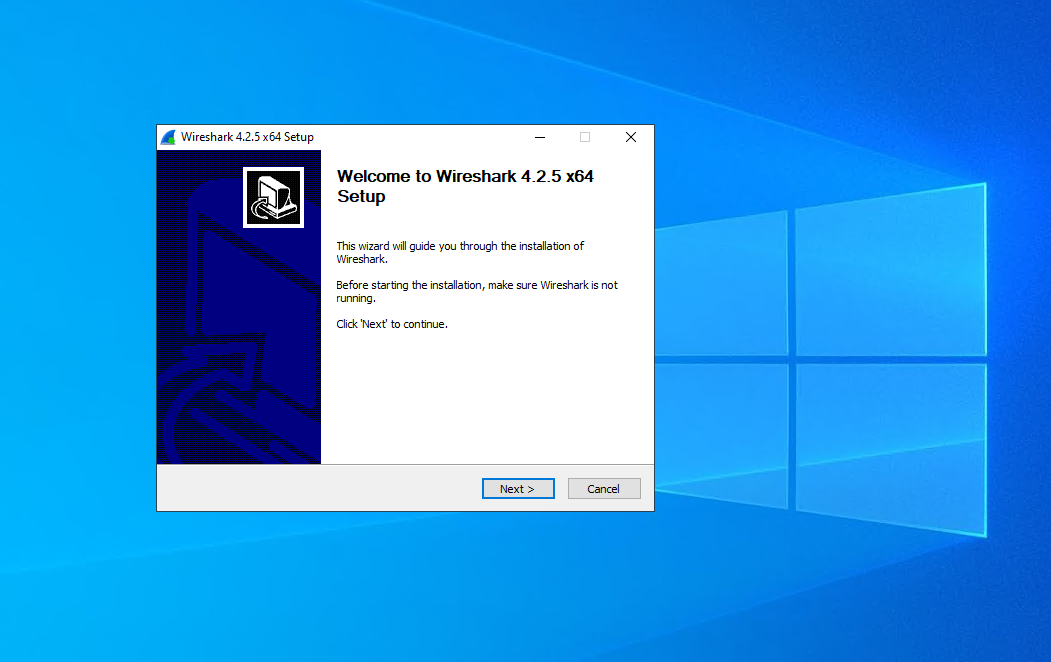 Wireshark 4.2.5 x64 Setup
Welcome to Wireshark 4.2.5 x64
Setup
This wizard will guide you through the installation of
Wireshark.
Before starting the installation, make sure Wireshark is not
running.
Click 'Next' to continue.
Next >
Cancel